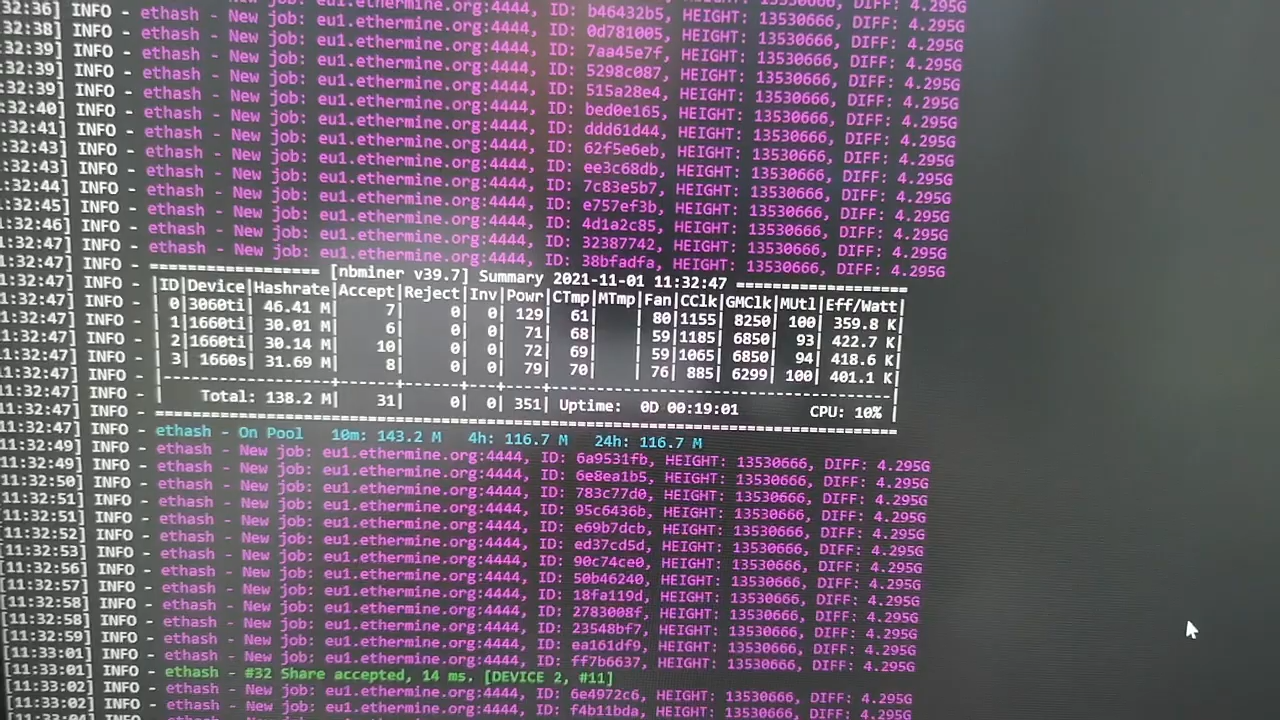 :32:36] INFO - ethash - New job: eu1.ethermine.org:4444, ID: b46432b5, HEIGHT: 13530666, DIFF: 4.295G
:32:38] INFO - ethash - New job: eu1.ethermine.org:4444, ID: 0d781005, HEIGHT: 13530666, DIFF: 4.295G
:32:39] INFO - ethash - New job: eu1.ethermine.org:4444, ID: 7aa45e7f, HEIGHT: 13530666, DIFF: 4.295G
:32:39] INFO - ethash - New job: eu1.ethermine.org:4444, ID: 5298c087, HEIGHT: 13530666, DIFF: 4.295G
:32:39] INFO - ethash - New job: eu1.ethermine.org:4444, ID: 515a28e4, HEIGHT: 13530666, DIFF: 4.295G
:32:40] INFO - ethash - New job: eu1.ethermine.org:4444, ID: bed0e165, HEIGHT: 13530666, DIFF: 4.295G
:32:41] INFO - ethash - New job: eu1.ethermine.org:4444, ID: ddd61d44, HEIGHT: 13530666, DIFF: 4.295G
:32:43] INFO - ethash - New job: eu1.ethermine.org:4444, ID: 62f5e6eb, HEIGHT: 13530666, DIFF: 4.295G
:32:43] INFO - ethash - New job: eu1.ethermine.org:4444, ID: ee3c68db, HEIGHT: 13530666, DIFF: 4.295G
:32:44] INFO - ethash - New job: eu1.ethermine.org:4444, ID: 7c83e5b7, HEIGHT: 13530666, DIFF: 4.295G
:32:45] INFO - ethash - New job: eu1.ethermine.org:4444, ID: e757ef3b, HEIGHT: 13530666, DIFF: 4.295G
:32:46] INFO - ethash - New job: eu1.ethermine.org:4444, ID: 4d1a2c85, HEIGHT: 13530666, DIFF: 4.295G
:32:47] INFO - ethash - New job: eu1.ethermine.org:4444, ID: 32387742, HEIGHT: 13530666, DIFF: 4.295G
1:32:47] INFO - ethash - New job: eu1.ethermine.org:4444, ID: 38bfadfa, HEIGHT: 13530666, DIFF: 4.295G
1:32:47] INFO - =================== [nbminer v39.7] Summary 2021-11-01 11:32:47 ===================
1:32:47] INFO - |ID|Device|Hashrate|Accept|Reject|Inv|Powr|CTmp|MTmp|Fan|CClk|GMClk|MUtl|Eff/Watt|
1:32:47] INFO - | 0|3060ti| 46.41 M| 7| 0| 0| 129| 61| | 80|1155| 8250| 100| 359.8 K|
1:32:47] INFO - | 1|1660ti| 30.01 M| 6| 0| 0| 71| 68| | 59|1185| 6850| 93| 422.7 K|
1:32:47] INFO - | 2|1660ti| 30.14 M| 10| 0| 0| 72| 69| | 59|1065| 6850| 94| 418.6 K|
1:32:47] INFO - | 3| 1660s| 31.69 M| 8| 0| 0| 79| 70| | 76| 885| 6299| 100| 401.1 K|
11:32:47] INFO - |------------------+------+------+---+----+----------------------------------|
11:32:47] INFO - | Total: 138.2 M| 31| 0| 0| 351| Uptime: 0D 00:19:01 CPU: 10% |
11:32:47] INFO - ================================================================
11:32:47] INFO - ethash - On Pool 10m: 143.2 M 4h: 116.7 M 24h: 116.7 M
11:32:49] INFO - ethash - New job: eu1.ethermine.org:4444, ID: 6a9531fb, HEIGHT: 13530666, DIFF: 4.295G
11:32:49] INFO - ethash - New job: eu1.ethermine.org:4444, ID: 6e8ea1b5, HEIGHT: 13530666, DIFF: 4.295G
11:32:50] INFO - ethash - New job: eu1.ethermine.org:4444, ID: 783c77d0, HEIGHT: 13530666, DIFF: 4.295G
11:32:51] INFO - ethash - New job: eu1.ethermine.org:4444, ID: 95c6436b, HEIGHT: 13530666, DIFF: 4.295G
11:32:51] INFO - ethash - New job: eu1.ethermine.org:4444, ID: e69b7dcb, HEIGHT: 13530666, DIFF: 4.295G
[11:32:52] INFO - ethash - New job: eu1.ethermine.org:4444, ID: ed37cd5d, HEIGHT: 13530666, DIFF: 4.295G
[11:32:53] INFO - ethash - New job: eu1.ethermine.org:4444, ID: 90c74ce0, HEIGHT: 13530666, DIFF: 4.295G
[11:32:56] INFO - ethash - New job: eu1.ethermine.org:4444, ID: 50b46240, HEIGHT: 13530666, DIFF: 4.295G
[11:32:57] INFO - ethash - New job: eu1.ethermine.org:4444, ID: 18fa119d, HEIGHT: 13530666, DIFF: 4.295G
[11:32:58] INFO - ethash - New job: eu1.ethermine.org:4444, ID: 2783008f, HEIGHT: 13530666, DIFF: 4.295G
[11:32:58] INFO - ethash - New job: eu1.ethermine.org:4444, ID: 23548bf7, HEIGHT: 13530666, DIFF: 4.295G
[11:32:59] INFO - ethash - New job: eu1.ethermine.org:4444, ID: ea161df9, HEIGHT: 13530666, DIFF: 4.295G
[11:33:01] INFO - ethash - New job: eu1.ethermine.org:4444, ID: ff7b6637, HEIGHT: 13530666, DIFF: 4.295G
[11:33:01] INFO - ethash - #32 Share accepted, 14 ms. [DEVICE 2, #11]
[11:33:02] INFO - ethash - New job: eu1.ethermine.org:4444, ID: 6e4972c6, HEIGHT: 13530666, DIFF: 4.295G
[11:33:02] INFO - ethash - New job: eu1.ethermine.org:4444, ID: f4b11bda, HEIGHT: 13530666, DIFF: 4.295G